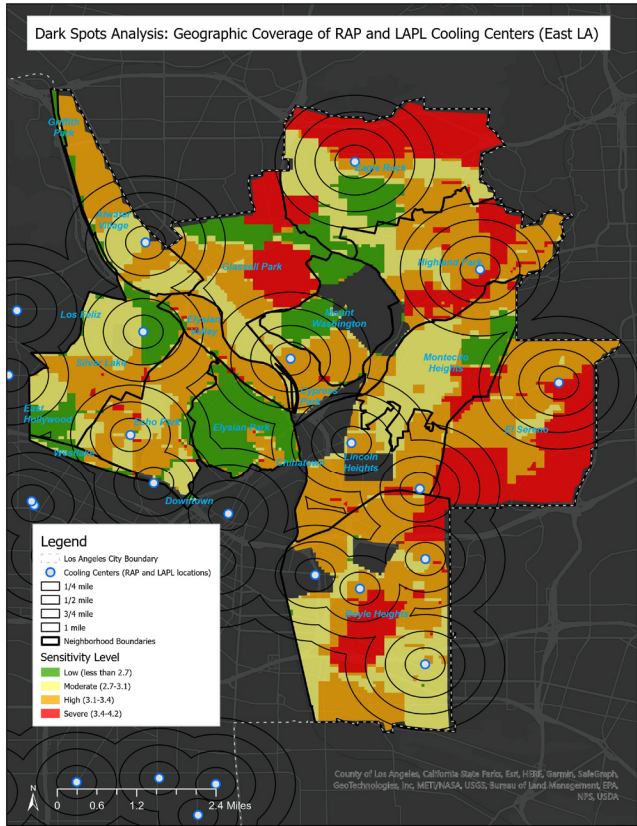 Dark Spots Analysis: Geographic Coverage of RAP and LAPL Cooling Centers (East LA)
Griffith
Park
Eagle Rock
Atwater
Village
Glassell Park
Highland Park
Los Feliz
Elysian
Valley
Mount
Washington
Silver Lake
Montecito
Heights
Cypress
Park
East
Hollywood
Echo Park
Elysian Park
El Sereno
Westlake
Chinatown
Lincoln
Heights
Downtown
Boyle Heights
Legend
Los Angeles City Boundary
Cooling Centers (RAP and LAPL locations)
1/4 mile
1/2 mile
3/4 mile
1 mile
Neighborhood Boundaries
Sensitivity Level
Low (less than 2.7)
Moderate (2.7-3.1)
High (3.1-3.4)
Severe (3.4-4.2)
N
0 0.6 1.2 2.4 Miles
County of Los Angeles, California State Parks, Esri, HERE, Garmin, SafeGraph,
GeoTechnologies, Inc, METI/NASA, USGS, Bureau of Land Management, EPA,
NPS, USDA